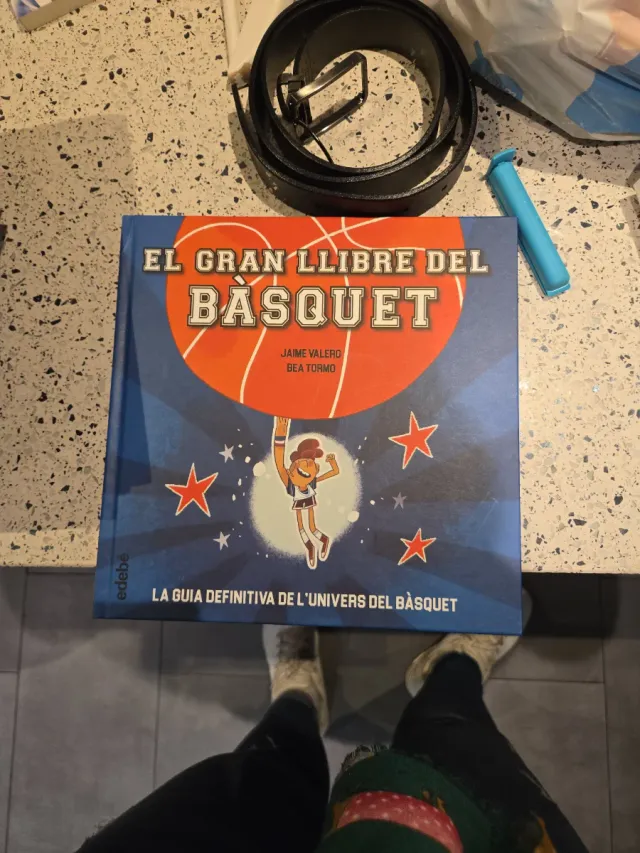 EL GRAN LLIBRE DEL
BÀSQUET
JAIME VALERO
BEA TORMO
LA GUIA DEFINITIVA DE L'UNIVERS DEL BÀSQUET
edebé